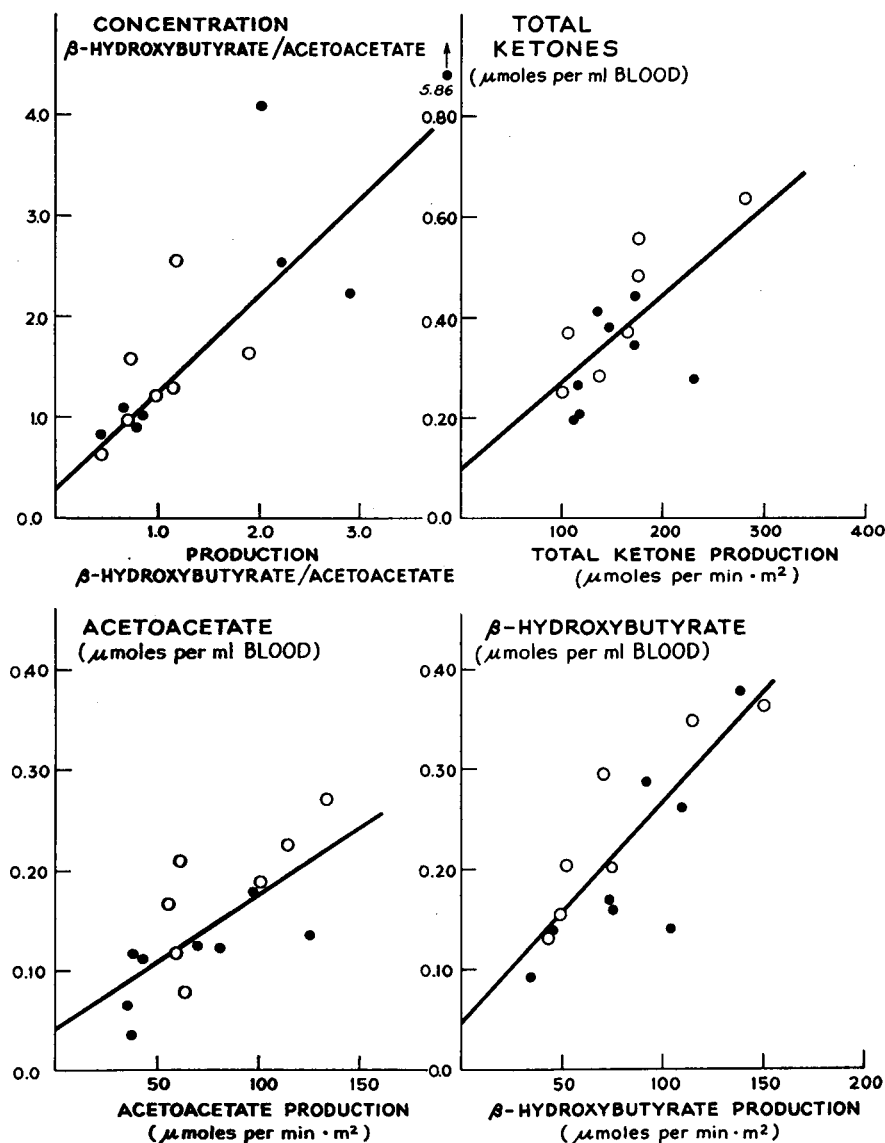 CONCENTRATION
β-HYDROXYBUTYRATE/ACETOACETATE
5.86
4.0
3.0
2.0
1.0
0.0
1.0 2.0 3.0
PRODUCTION
β-HYDROXYBUTYRATE/ACETOACETATE
TOTAL
KETONES
(μmoles per ml BLOOD)
0.80
0.60
0.40
0.20
0.0
100 200 300 400
TOTAL KETONE PRODUCTION
(μmoles per min · m²)
ACETOACETATE
(μmoles per ml BLOOD)
0.40
0.30
0.20
0.10
0.0
50 100 150
ACETOACETATE PRODUCTION
(μmoles per min · m²)
β-HYDROXYBUTYRATE
(μmoles per ml BLOOD)
0.40
0.30
0.20
0.10
0.0
50 100 150 200
β-HYDROXYBUTYRATE PRODUCTION
(μmoles per min · m²)